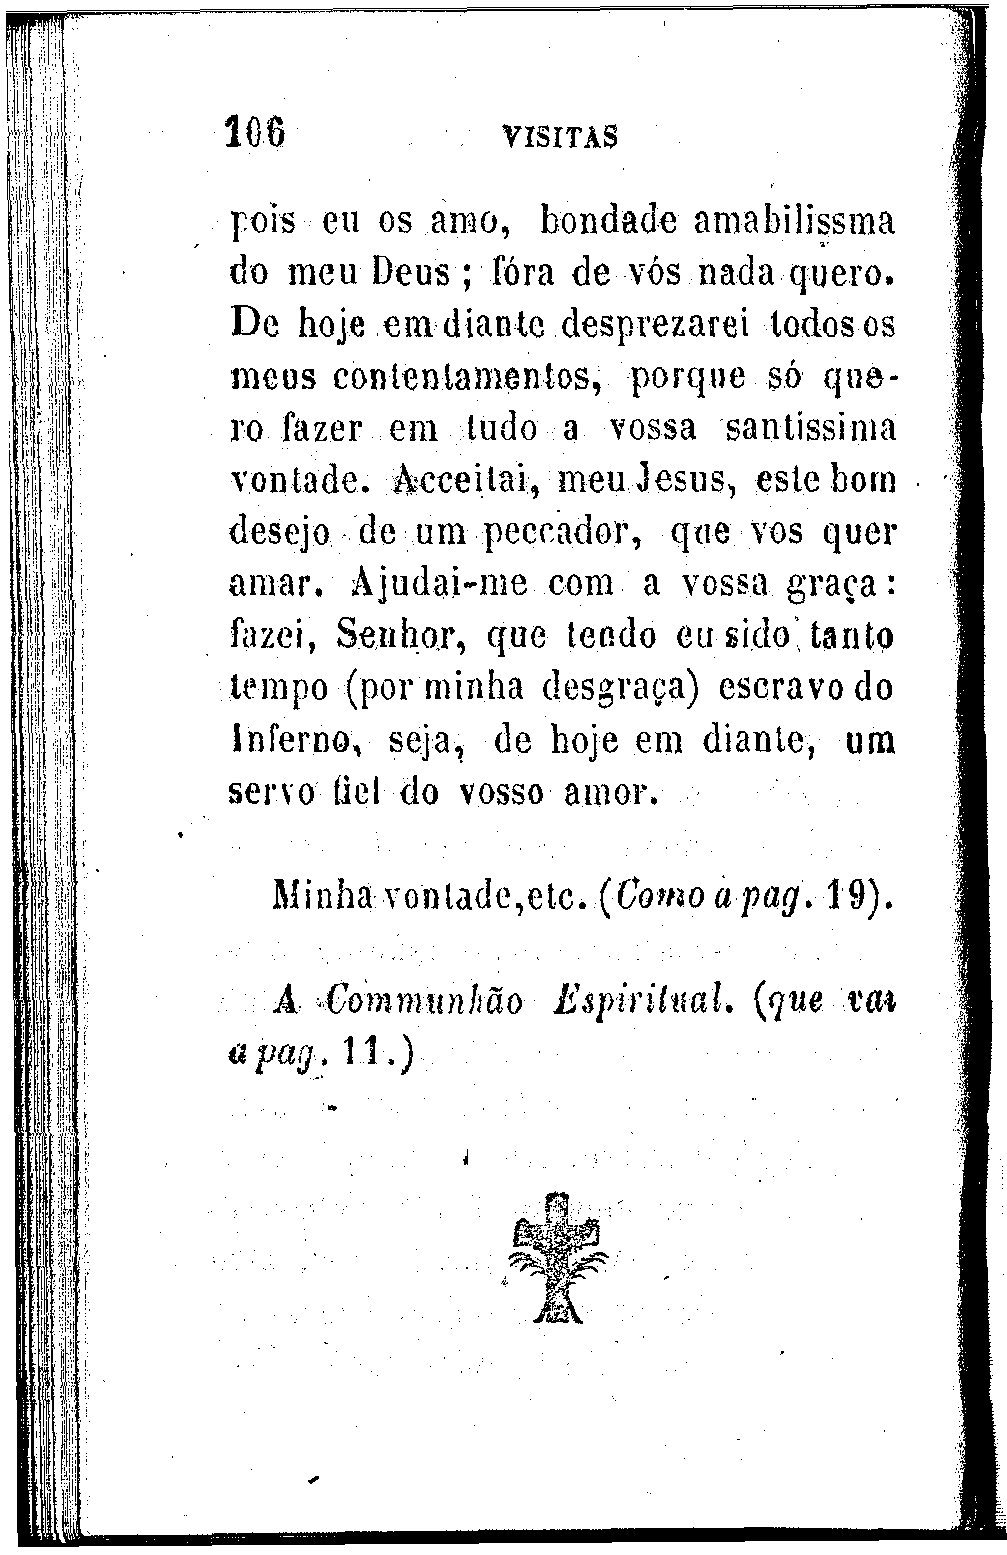 106 VISITAS
pois eu os amo, bondade amabilissma
do meu Deus ; fóra de vós nada quero.
De hoje em diante desprezarei todos os
meus contentamentos, porque só que-
ro fazer em tudo a vossa santissima
vontade. Acceitai, meu Jesus, este bom
desejo de um peccador, que vos quer
amar. Ajudai-me com a vossa graça :
fazei, Senhor, que tendo eu sido tanto
tempo (por minha desgraça) escravo do
Inferno, seja, de hoje em diante, um
servo fiel do vosso amor.
Minha vontade, etc. (Como a pag. 19).
A Communhão Espiritual. (que vai
a pag. 11.)